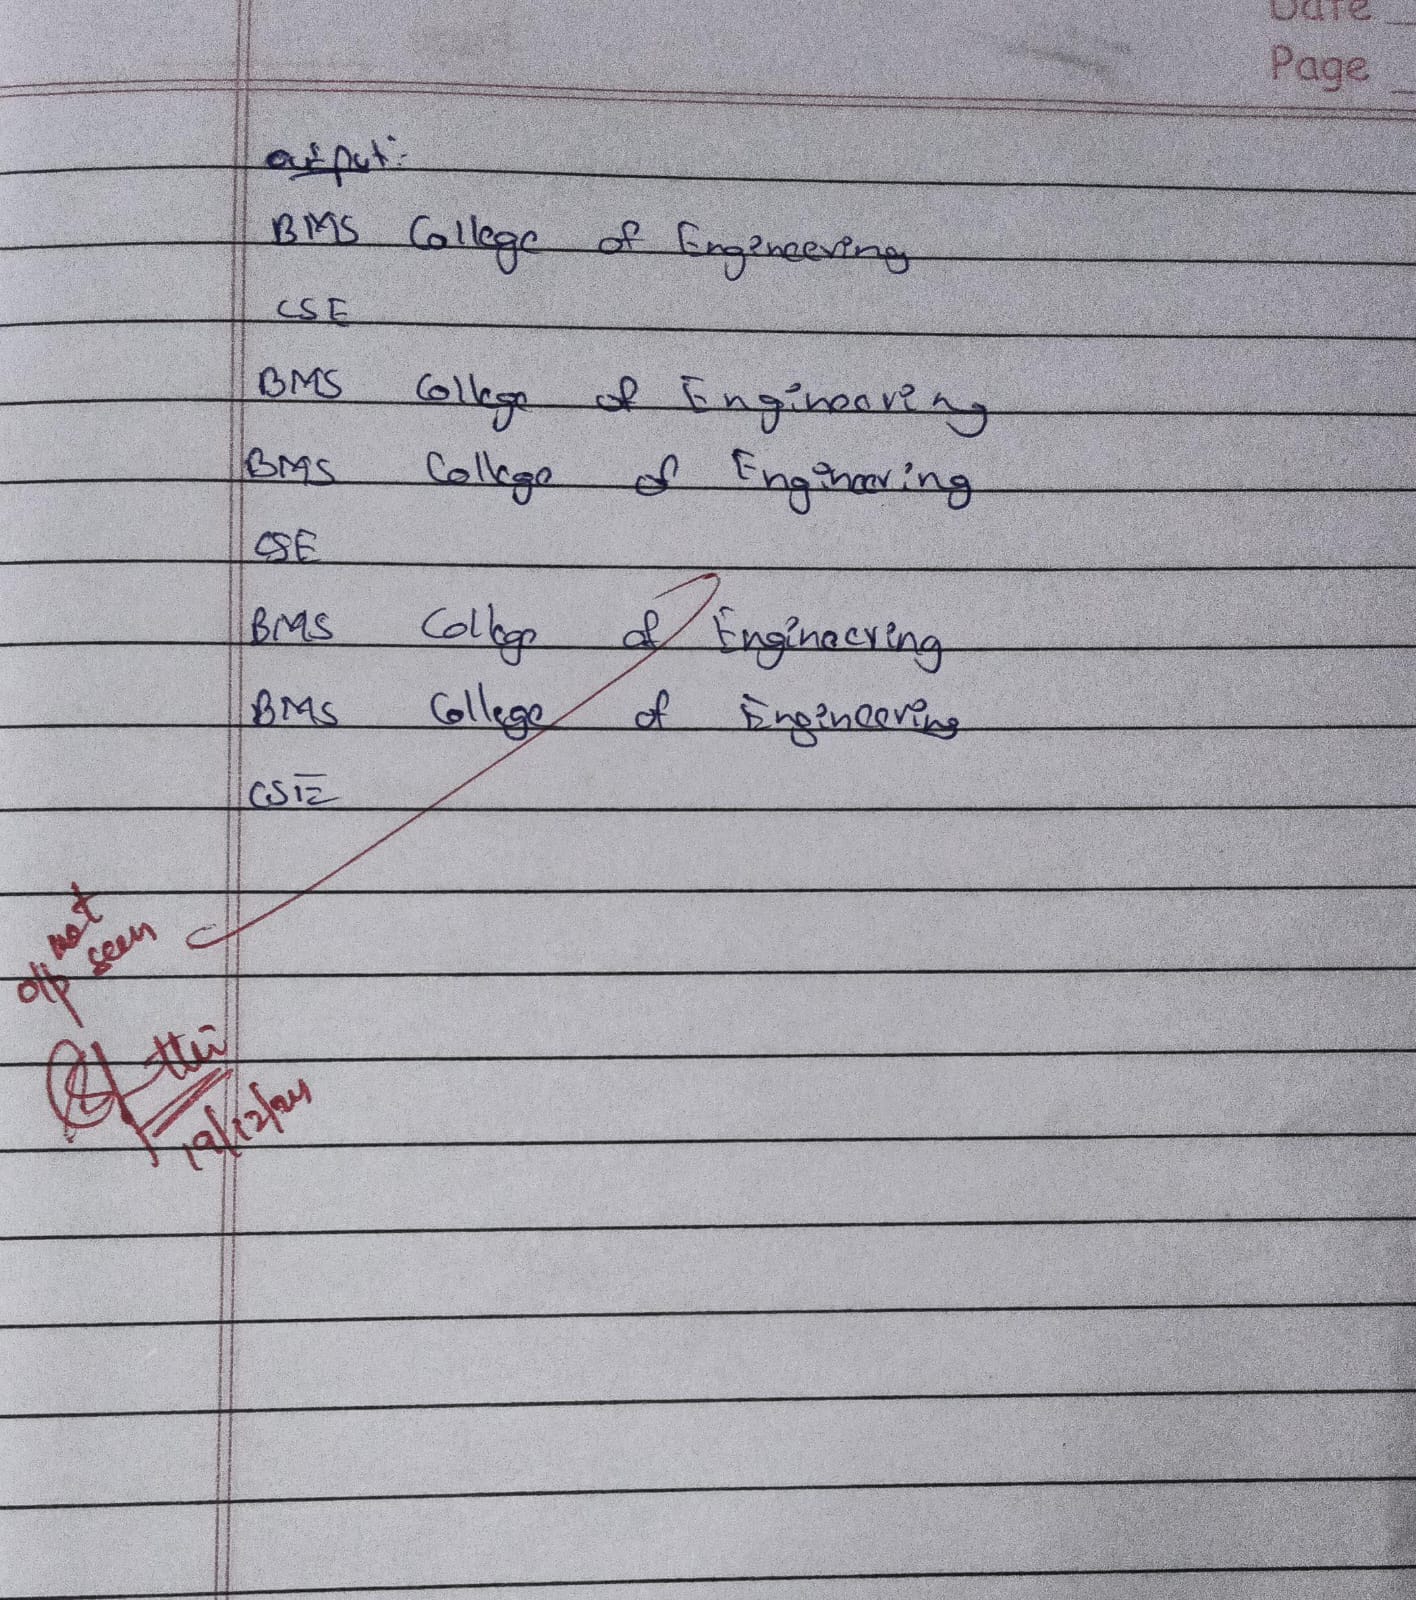 Date
Page
output:-
BMS College of Engineering
CSE
BMS College of Engineering
BMS College of Engineering
CSE
BMS College of Engineering
BMS College of Engineering
CSE
o/p not seen
19/12/24